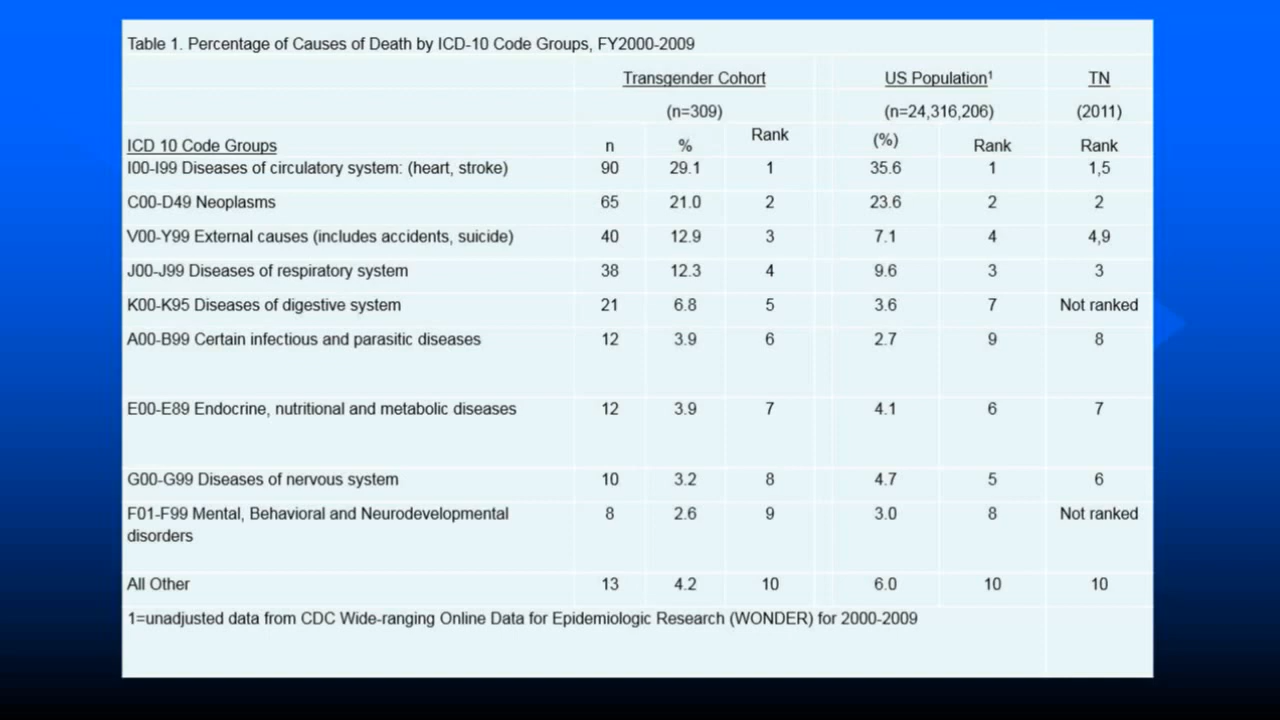 Table 1. Percentage of Causes of Death by ICD-10 Code Groups, FY2000-2009
Transgender Cohort US Population¹ TN
(n=309) (n=24,316,206) (2011)
ICD 10 Code Groups n % Rank (%) Rank Rank
I00-I99 Diseases of circulatory system: (heart, stroke) 90 29.1 1 35.6 1 1,5
C00-D49 Neoplasms 65 21.0 2 23.6 2 2
V00-Y99 External causes (includes accidents, suicide) 40 12.9 3 7.1 4 4,9
J00-J99 Diseases of respiratory system 38 12.3 4 9.6 3 3
K00-K95 Diseases of digestive system 21 6.8 5 3.6 7 Not ranked
A00-B99 Certain infectious and parasitic diseases 12 3.9 6 2.7 9 8
E00-E89 Endocrine, nutritional and metabolic diseases 12 3.9 7 4.1 6 7
G00-G99 Diseases of nervous system 10 3.2 8 4.7 5 6
F01-F99 Mental, Behavioral and Neurodevelopmental 8 2.6 9 3.0 8 Not ranked
disorders
All Other 13 4.2 10 6.0 10 10
1=unadjusted data from CDC Wide-ranging Online Data for Epidemiologic Research (WONDER) for 2000-2009